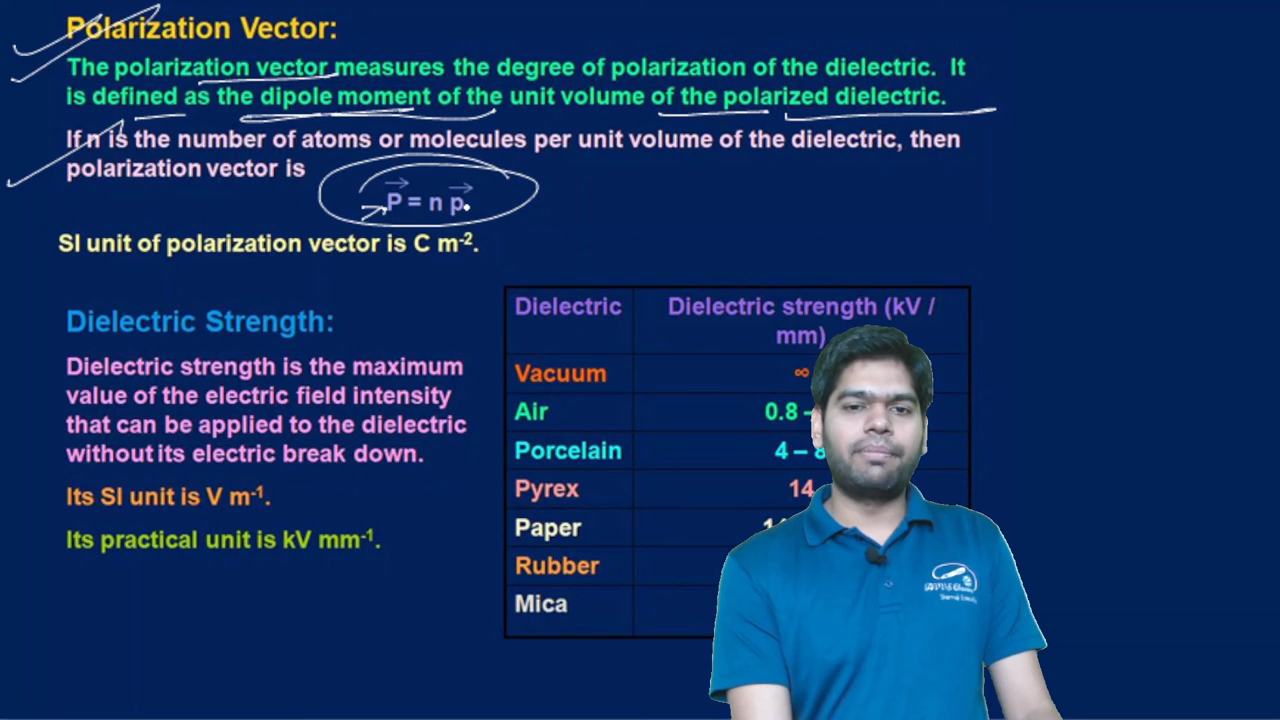 Polarization Vector:
The polarization vector measures the degree of polarization of the dielectric. It
is defined as the dipole moment of the unit volume of the polarized dielectric.
If n is the number of atoms or molecules per unit volume of the dielectric, then
polarization vector is
P = n p
SI unit of polarization vector is C m⁻².
Dielectric Strength:
Dielectric strength is the maximum
value of the electric field intensity
that can be applied to the dielectric
without its electric break down.
Its SI unit is V m⁻¹.
Its practical unit is kV mm⁻¹.
Dielectric Dielectric strength (kV /
mm)
Vacuum ∞
Air 0.8 –
Porcelain 4 –
Pyrex 14
Paper
Rubber
Mica